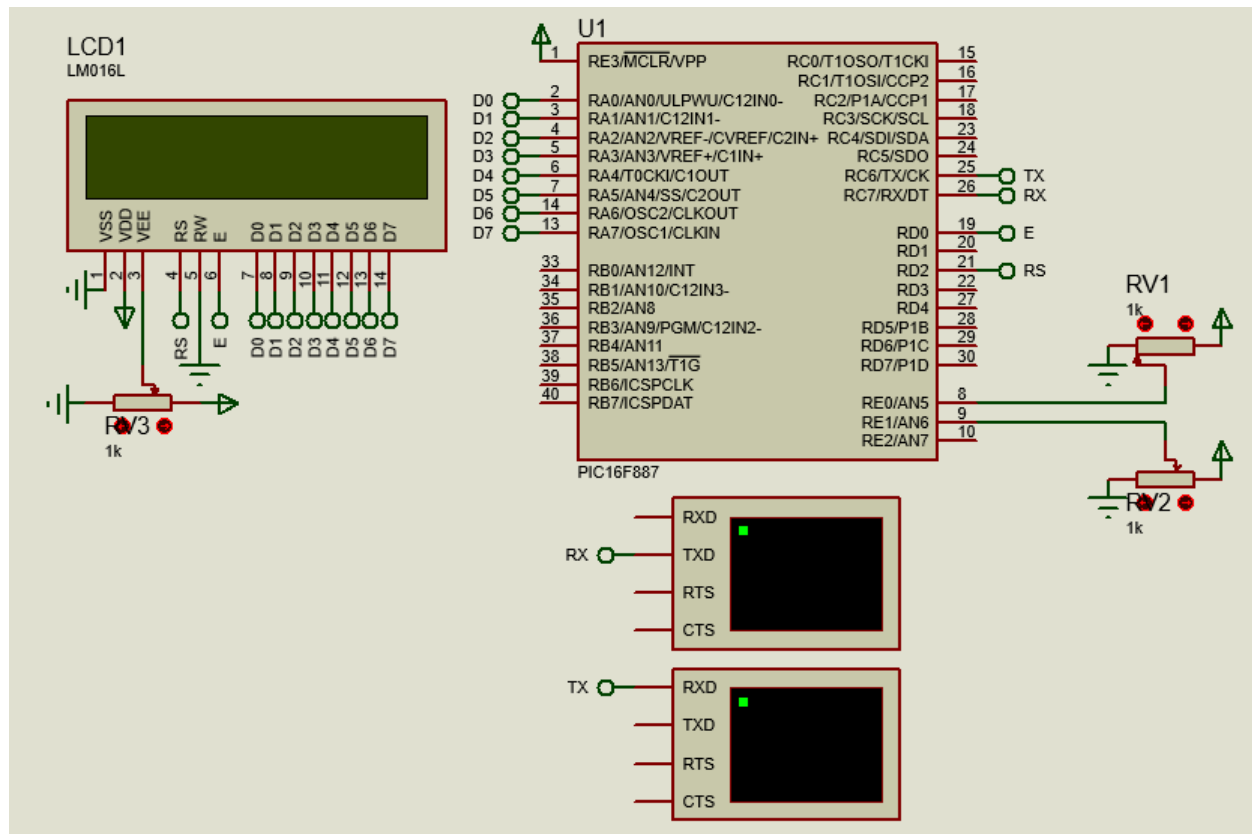 LCD1
LM016L
VSS
VDD
VEE
RS
RW
E
D0
D1
D2
D3
D4
D5
D6
D7
1
2
3
4
5
6
7
8
9
10
11
12
13
14
RS
E
D0
D1
D2
D3
D4
D5
D6
D7
RV3
1k
U1
1 RE3/MCLR/VPP
D0 2 RA0/AN0/ULPWU/C12IN0-
D1 3 RA1/AN1/C12IN1-
D2 4 RA2/AN2/VREF-/CVREF/C2IN+
D3 5 RA3/AN3/VREF+/C1IN+
D4 6 RA4/T0CKI/C1OUT
D5 7 RA5/AN4/SS/C2OUT
D6 14 RA6/OSC2/CLKOUT
D7 13 RA7/OSC1/CLKIN
33 RB0/AN12/INT
34 RB1/AN10/C12IN3-
35 RB2/AN8
36 RB3/AN9/PGM/C12IN2-
37 RB4/AN11
38 RB5/AN13/T1G
39 RB6/ICSPCLK
40 RB7/ICSPDAT
RC0/T1OSO/T1CKI 15
RC1/T1OSI/CCP2 16
RC2/P1A/CCP1 17
RC3/SCK/SCL 18
RC4/SDI/SDA 23
RC5/SDO 24
RC6/TX/CK 25 TX
RC7/RX/DT 26 RX
RD0 19 E
RD1 20
RD2 21 RS
RD3 22
RD4 27
RD5/P1B 28
RD6/P1C 29
RD7/P1D 30
RE0/AN5 8
RE1/AN6 9
RE2/AN7 10
PIC16F887
RV1
1k
RV2
1k
RXD
RX TXD
RTS
CTS
TX RXD
TXD
RTS
CTS